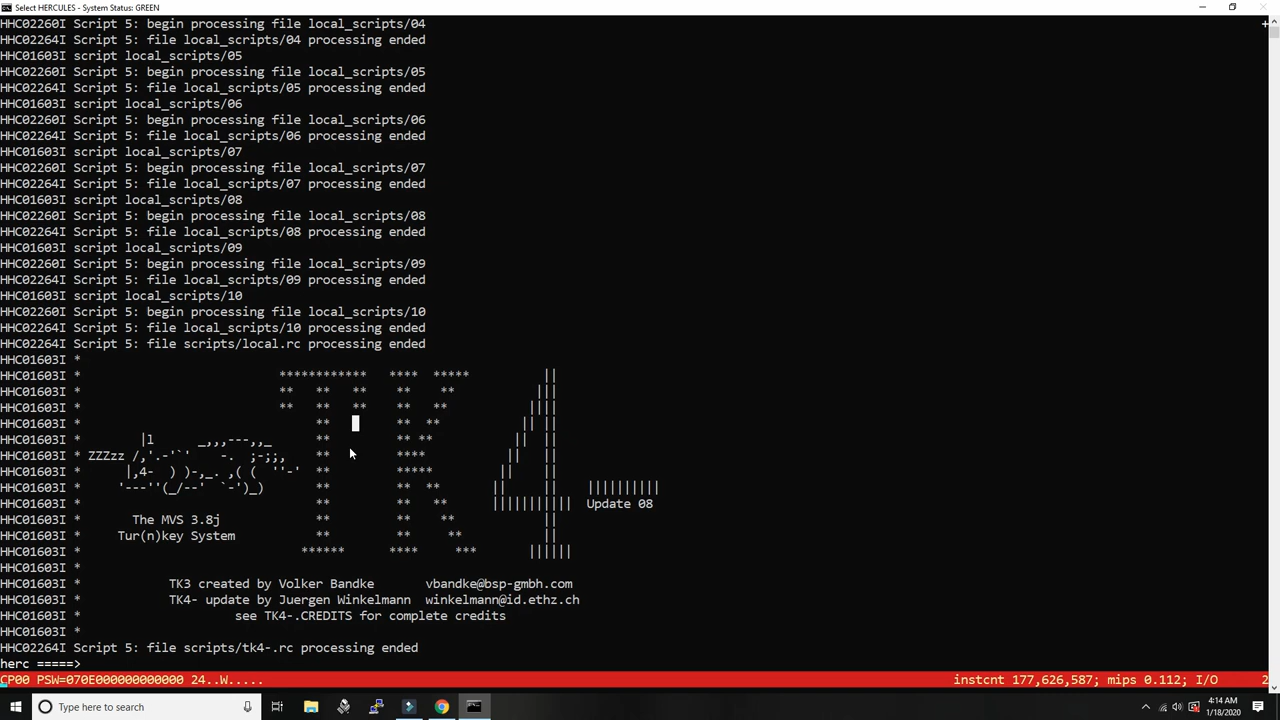 Select HERCULES - System Status: GREEN
HHC02260I Script 5: begin processing file local_scripts/04
HHC02264I Script 5: file local_scripts/04 processing ended
HHC01603I script local_scripts/05
HHC02260I Script 5: begin processing file local_scripts/05
HHC02264I Script 5: file local_scripts/05 processing ended
HHC01603I script local_scripts/06
HHC02260I Script 5: begin processing file local_scripts/06
HHC02264I Script 5: file local_scripts/06 processing ended
HHC01603I script local_scripts/07
HHC02260I Script 5: begin processing file local_scripts/07
HHC02264I Script 5: file local_scripts/07 processing ended
HHC01603I script local_scripts/08
HHC02260I Script 5: begin processing file local_scripts/08
HHC02264I Script 5: file local_scripts/08 processing ended
HHC01603I script local_scripts/09
HHC02260I Script 5: begin processing file local_scripts/09
HHC02264I Script 5: file local_scripts/09 processing ended
HHC01603I script local_scripts/10
HHC02260I Script 5: begin processing file local_scripts/10
HHC02264I Script 5: file local_scripts/10 processing ended
HHC02264I Script 5: file scripts/local.rc processing ended
HHC01603I *
HHC01603I *                           ************   ****  *****          ||
HHC01603I *                           **   **   **    **    **           |||
HHC01603I *                           **   **   **    **   **           ||||
HHC01603I *                                **         **  **           || ||
HHC01603I *        |l      _,,,---,,_      **         ** **           ||  ||
HHC01603I * ZZZzz /,'.-'`'    -.  ;-;;,    **         ****           ||   ||
HHC01603I *      |,4-  ) )-,_. ,( (  ''-'  **         *****         ||    ||
HHC01603I *     '---''(_/--'  `-')_)       **         **  **       ||     ||   ||||||||||
HHC01603I *                                **         **   **      |||||||||||  Update 08
HHC01603I *       The MVS 3.8j             **         **    **            ||
HHC01603I *     Tur(n)key System           **         **     **           ||
HHC01603I *                              ******      ****     ***       ||||||
HHC01603I *
HHC01603I *            TK3 created by Volker Bandke       vbandke@bsp-gmbh.com
HHC01603I *            TK4- update by Juergen Winkelmann  winkelmann@id.ethz.ch
HHC01603I *                     see TK4-.CREDITS for complete credits
HHC01603I *
HHC02264I Script 5: file scripts/tk4-.rc processing ended
herc =====>
CP00 PSW=070E000000000000 24..W..... instcnt 177,626,587; mips 0.112; I/O 2
Type here to search
4:14 AM
1/18/2020